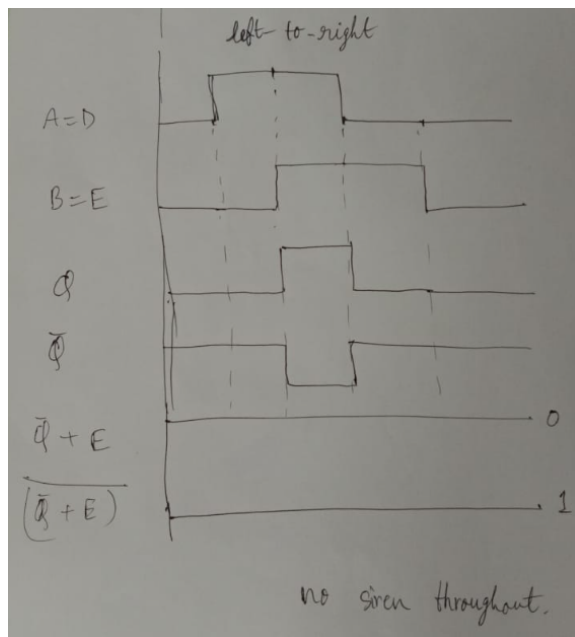 left-to-right
A=D
B=E
Q
Q̄
Q̄ + E 0
(Q̄ + E)̅ 1
no siren throughout.